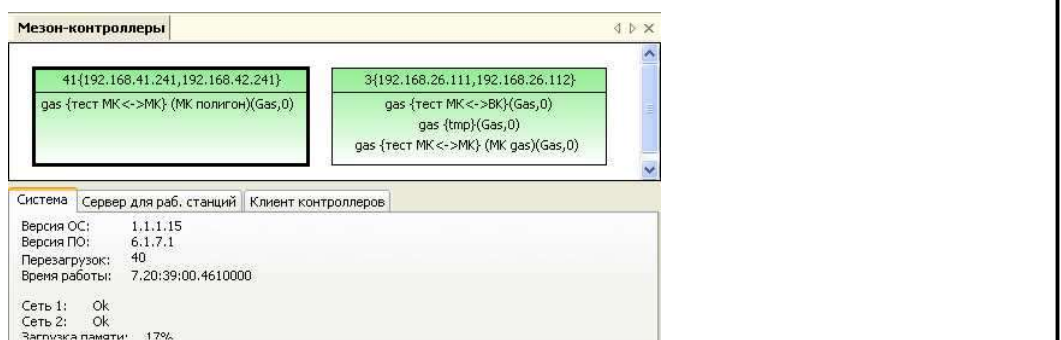 Мезон-контроллеры
41{192.168.41.241,192.168.42.241}
gas {тест МК<->МК} (МК полигон)(Gas,0)
3{192.168.26.111,192.168.26.112}
gas {тест МК<->ВК}(Gas,0)
gas {tmp}(Gas,0)
gas {тест МК<->МК} (МК gas)(Gas,0)
Система Сервер для раб. станций Клиент контроллеров
Версия ОС: 1.1.1.15
Версия ПО: 6.1.7.1
Перезагрузок: 40
Время работы: 7.20:39:00.4610000
Сеть 1: Ok
Сеть 2: Ok
Загрузка памяти: 17%